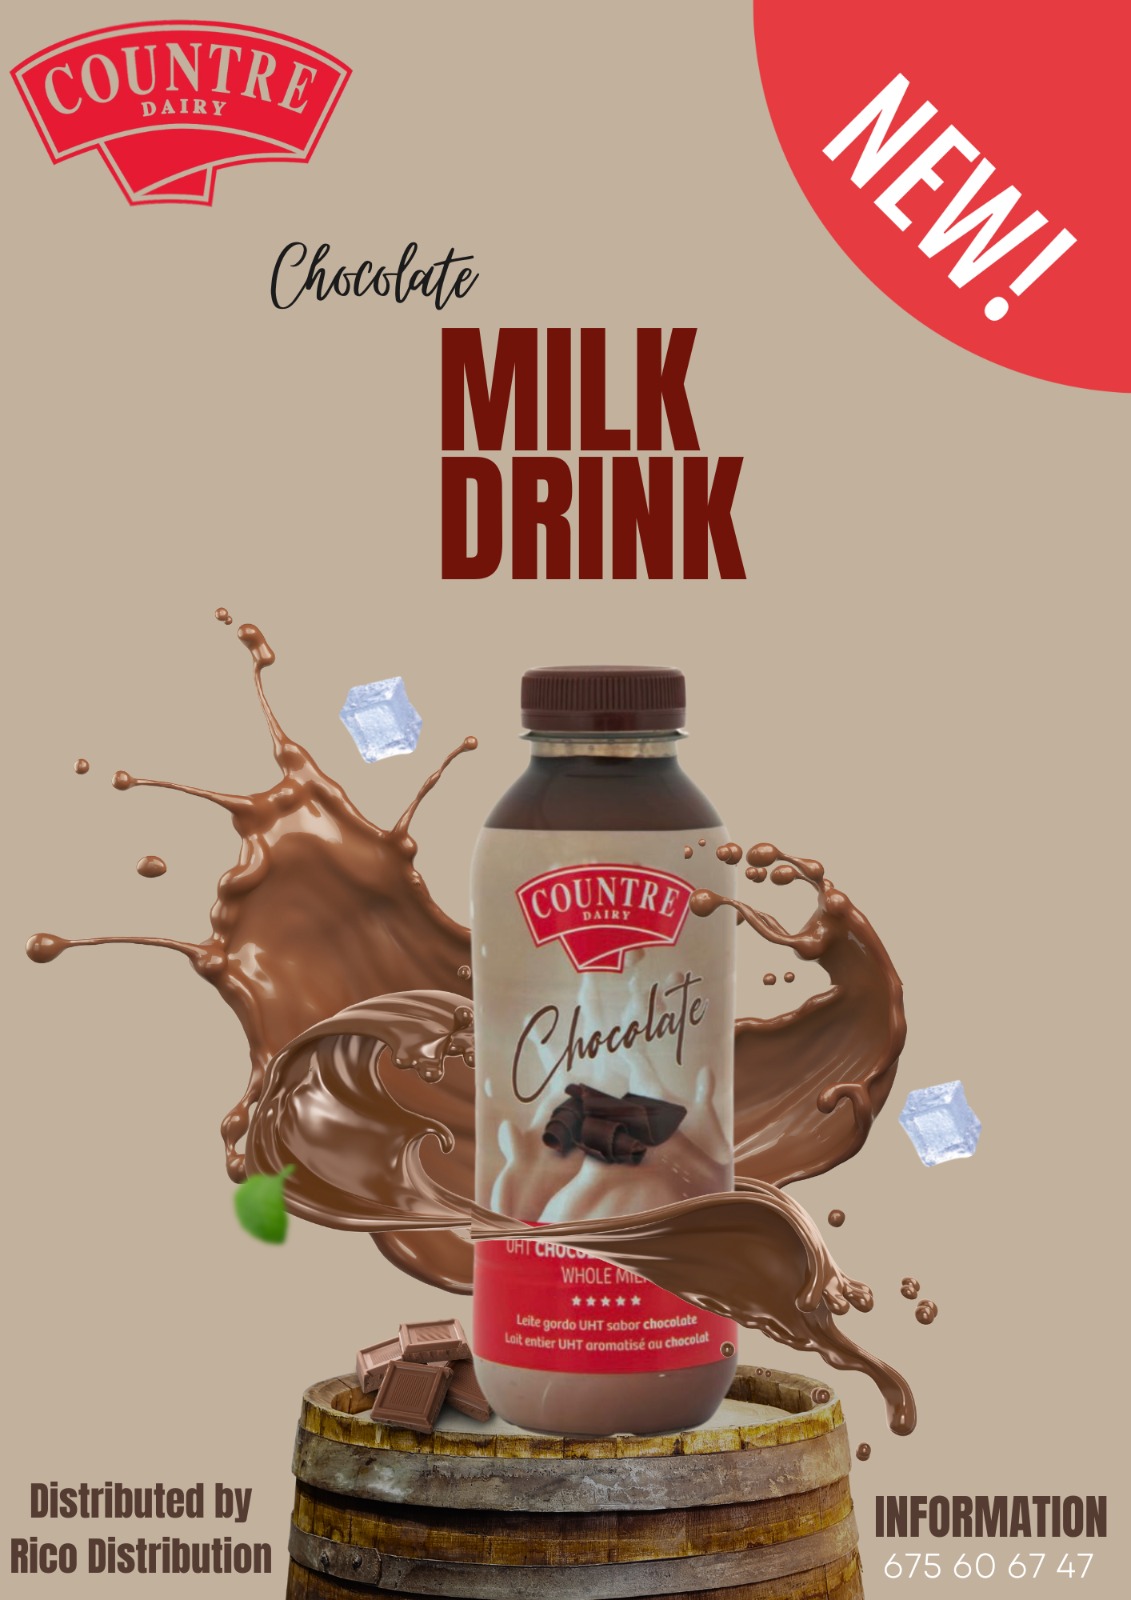 COUNTRE
DAIRY
NEW!
Chocolate
MILK
DRINK
COUNTRE
DAIRY
Chocolate
UHT
WHOLE
★★★★★
Leite gordo UHT sabor chocolate
Lait entier UHT aromatisé au chocolat
Distributed by
Rico Distribution
INFORMATION
675 60 67 47